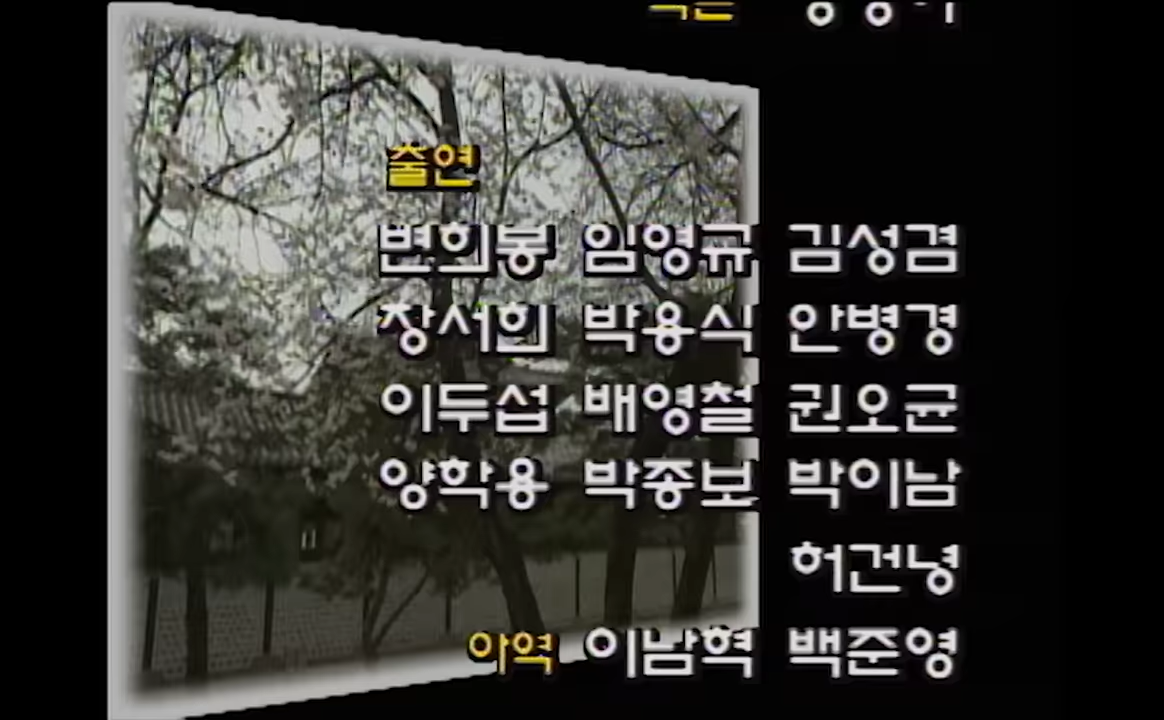 출연
변희봉 임영규 김성겸
장서희 박용식 안병경
이두섭 배영철 권오균
양학용 박종보 박이남
허건녕
아역 이남혁 백준영